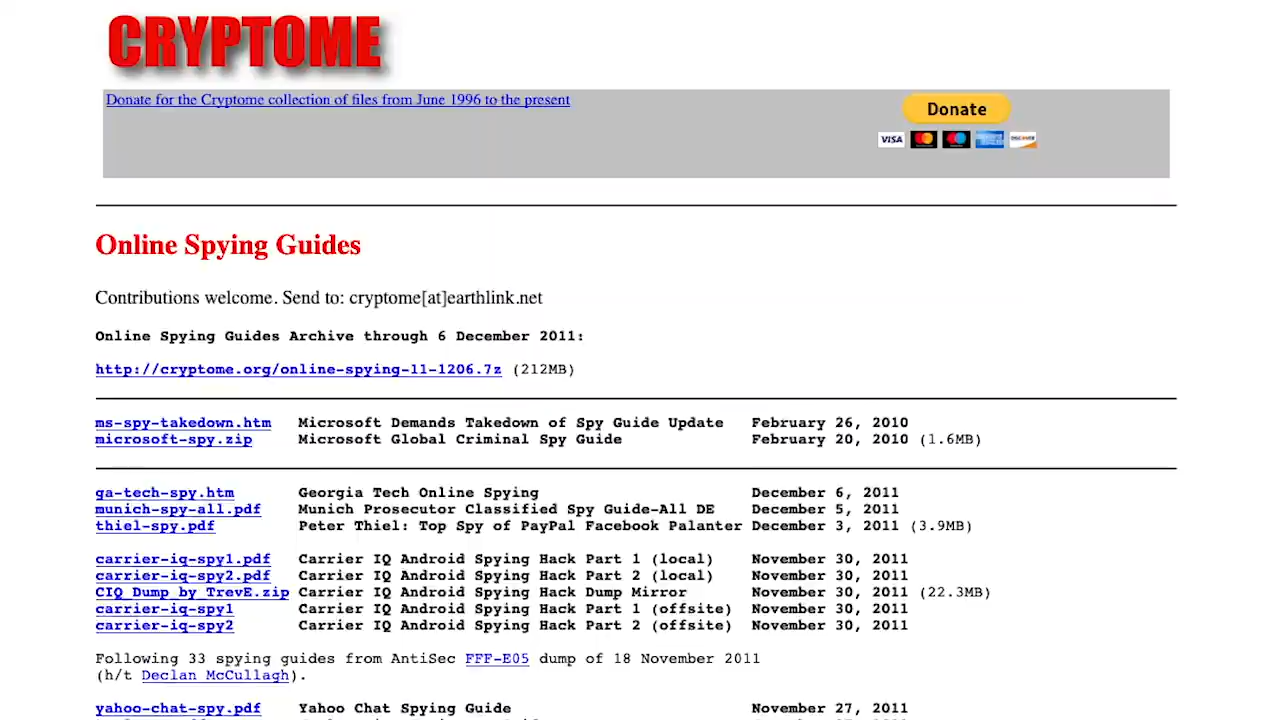 CRYPTOME
Donate for the Cryptome collection of files from June 1996 to the present
Donate
VISA
DISCOVER
Online Spying Guides
Contributions welcome. Send to: cryptome[at]earthlink.net
Online Spying Guides Archive through 6 December 2011:
http://cryptome.org/online-spying-11-1206.7z (212MB)
ms-spy-takedown.htm Microsoft Demands Takedown of Spy Guide Update February 26, 2010
microsoft-spy.zip Microsoft Global Criminal Spy Guide February 20, 2010 (1.6MB)
ga-tech-spy.htm Georgia Tech Online Spying December 6, 2011
munich-spy-all.pdf Munich Prosecutor Classified Spy Guide-All DE December 5, 2011
thiel-spy.pdf Peter Thiel: Top Spy of PayPal Facebook Palanter December 3, 2011 (3.9MB)
carrier-iq-spy1.pdf Carrier IQ Android Spying Hack Part 1 (local) November 30, 2011
carrier-iq-spy2.pdf Carrier IQ Android Spying Hack Part 2 (local) November 30, 2011
CIQ_Dump_by_TrevE.zip Carrier IQ Android Spying Hack Dump Mirror November 30, 2011 (22.3MB)
carrier-iq-spy1 Carrier IQ Android Spying Hack Part 1 (offsite) November 30, 2011
carrier-iq-spy2 Carrier IQ Android Spying Hack Part 2 (offsite) November 30, 2011
Following 33 spying guides from AntiSec FFF-E05 dump of 18 November 2011
(h/t Declan McCullagh).
yahoo-chat-spy.pdf Yahoo Chat Spying Guide November 27, 2011